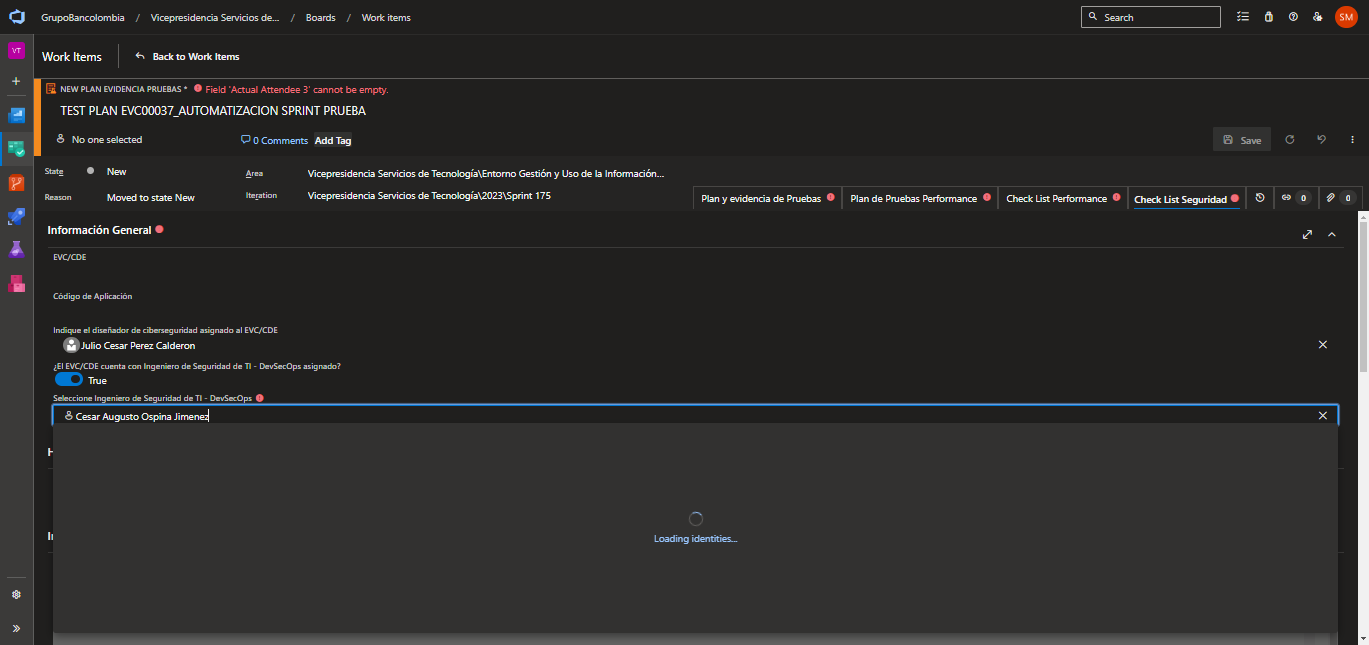 GrupoBancolombia / Vicepresidencia Servicios de... / Boards / Work items
Search
SM
VT
Work Items
Back to Work Items
NEW PLAN EVIDENCIA PRUEBAS * Field 'Actual Attendee 3' cannot be empty.
TEST PLAN EVC00037_AUTOMATIZACION SPRINT PRUEBA
No one selected
0 Comments
Add Tag
Save
State
New
Area
Vicepresidencia Servicios de Tecnología\Entorno Gestión y Uso de la Información...
Reason
Moved to state New
Iteration
Vicepresidencia Servicios de Tecnología\2023\Sprint 175
Plan y evidencia de Pruebas
Plan de Pruebas Performance
Check List Performance
Check List Seguridad
0
0
Información General
EVC/CDE
Código de Aplicación
Indique el diseñador de ciberseguridad asignado al EVC/CDE
Julio Cesar Perez Calderon
¿El EVC/CDE cuenta con Ingeniero de Seguridad de TI - DevSecOps asignado?
True
Seleccione Ingeniero de Seguridad de TI - DevSecOps
Cesar Augusto Ospina Jimenez
Loading identities...